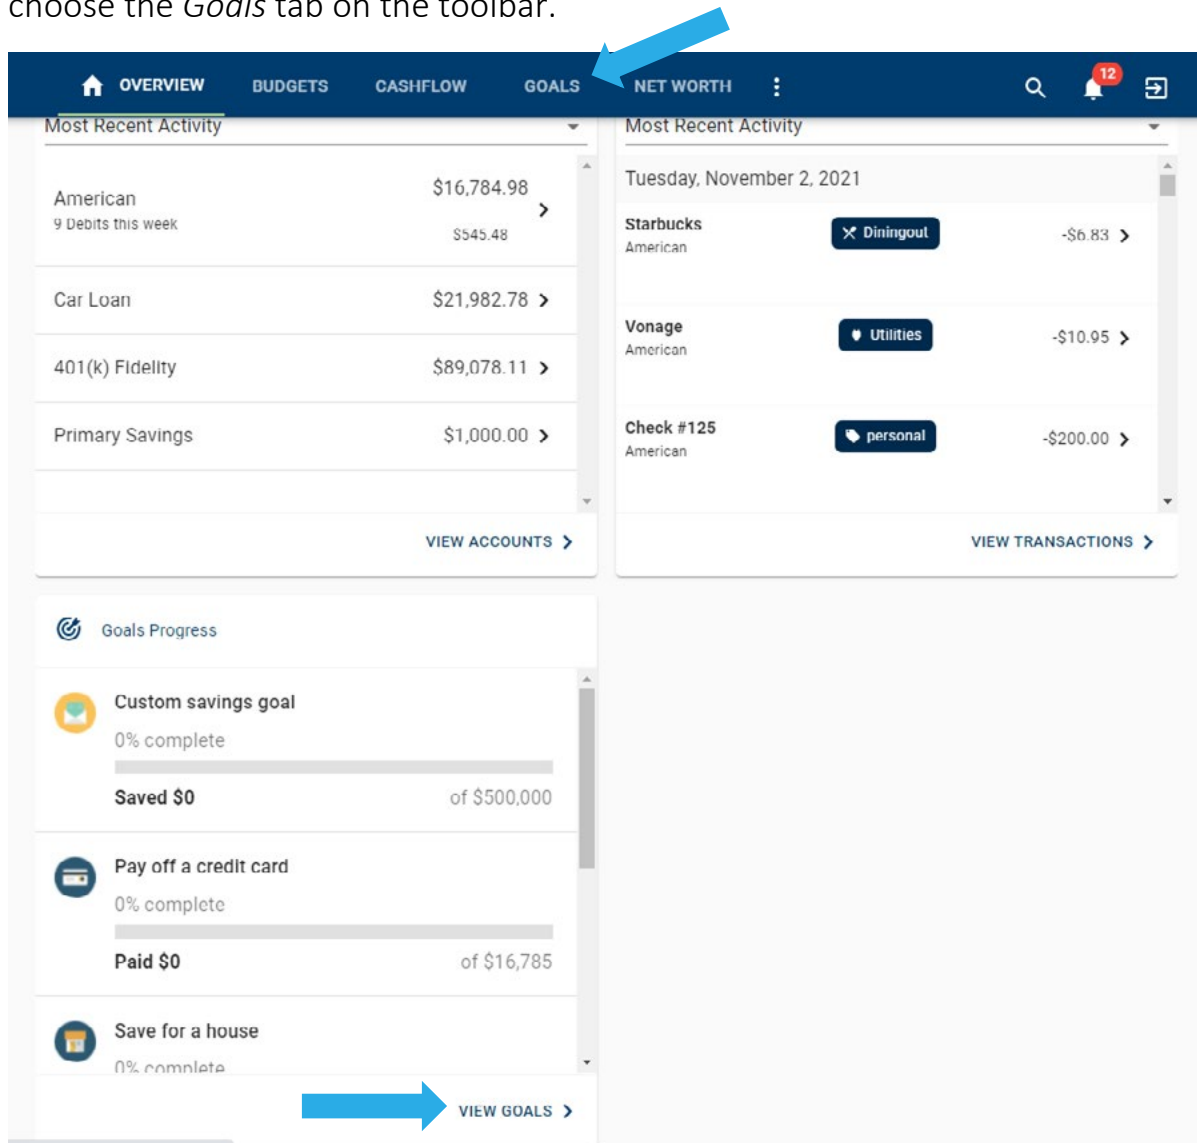 choose the Goals tab on the toolbar.
OVERVIEW BUDGETS CASHFLOW GOALS NET WORTH 12
Most Recent Activity
American $16,784.98
9 Debits this week $545.48
Car Loan $21,982.78
401(k) Fidelity $89,078.11
Primary Savings $1,000.00
VIEW ACCOUNTS
Most Recent Activity
Tuesday, November 2, 2021
Starbucks Diningout -$6.83
American
Vonage Utilities -$10.95
American
Check #125 personal -$200.00
American
VIEW TRANSACTIONS
Goals Progress
Custom savings goal
0% complete
Saved $0 of $500,000
Pay off a credit card
0% complete
Paid $0 of $16,785
Save for a house
0% complete
VIEW GOALS